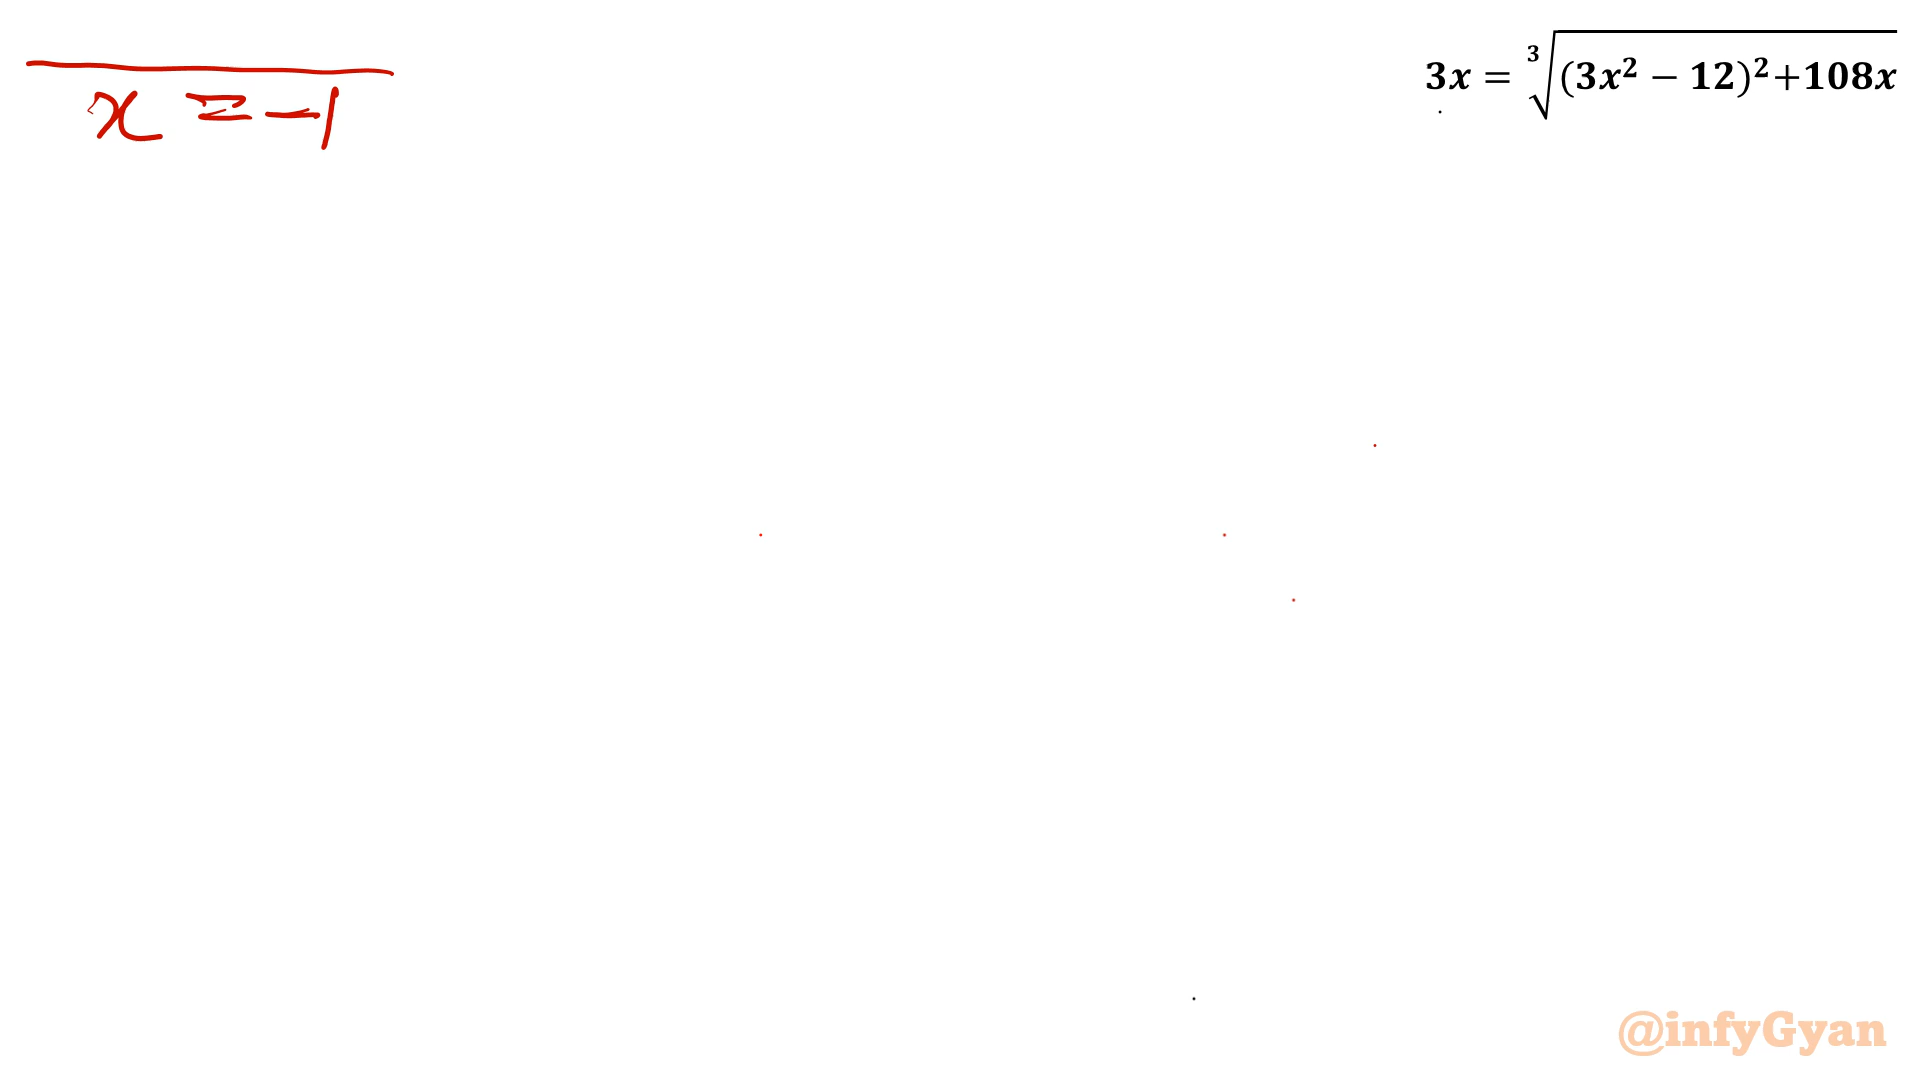 x = -1
3x = ∛((3x² − 12)²+108x)
@infyGyan